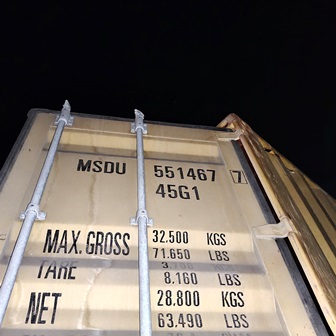 MSDU 551467 7
45G1
MAX.GROSS 32.500 KGS
71.650 LBS
TARE
8.160 LBS
NET 28.800 KGS
63.490 LBS